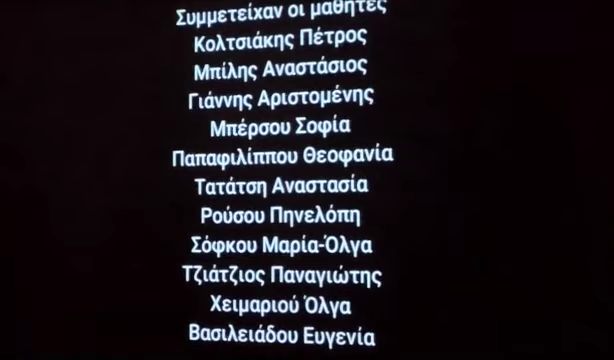 Συμμετείχαν οι μαθητές
Κολτσιάκης Πέτρος
Μπίλης Αναστάσιος
Γιάννης Αριστομένης
Μπέρσου Σοφία
Παπαφιλίππου Θεοφανία
Τατάτση Αναστασία
Ρούσου Πηνελόπη
Σόφκου Μαρία-Όλγα
Τζιάτζιος Παναγιώτης
Χειμαριού Όλγα
Βασιλειάδου Ευγενία